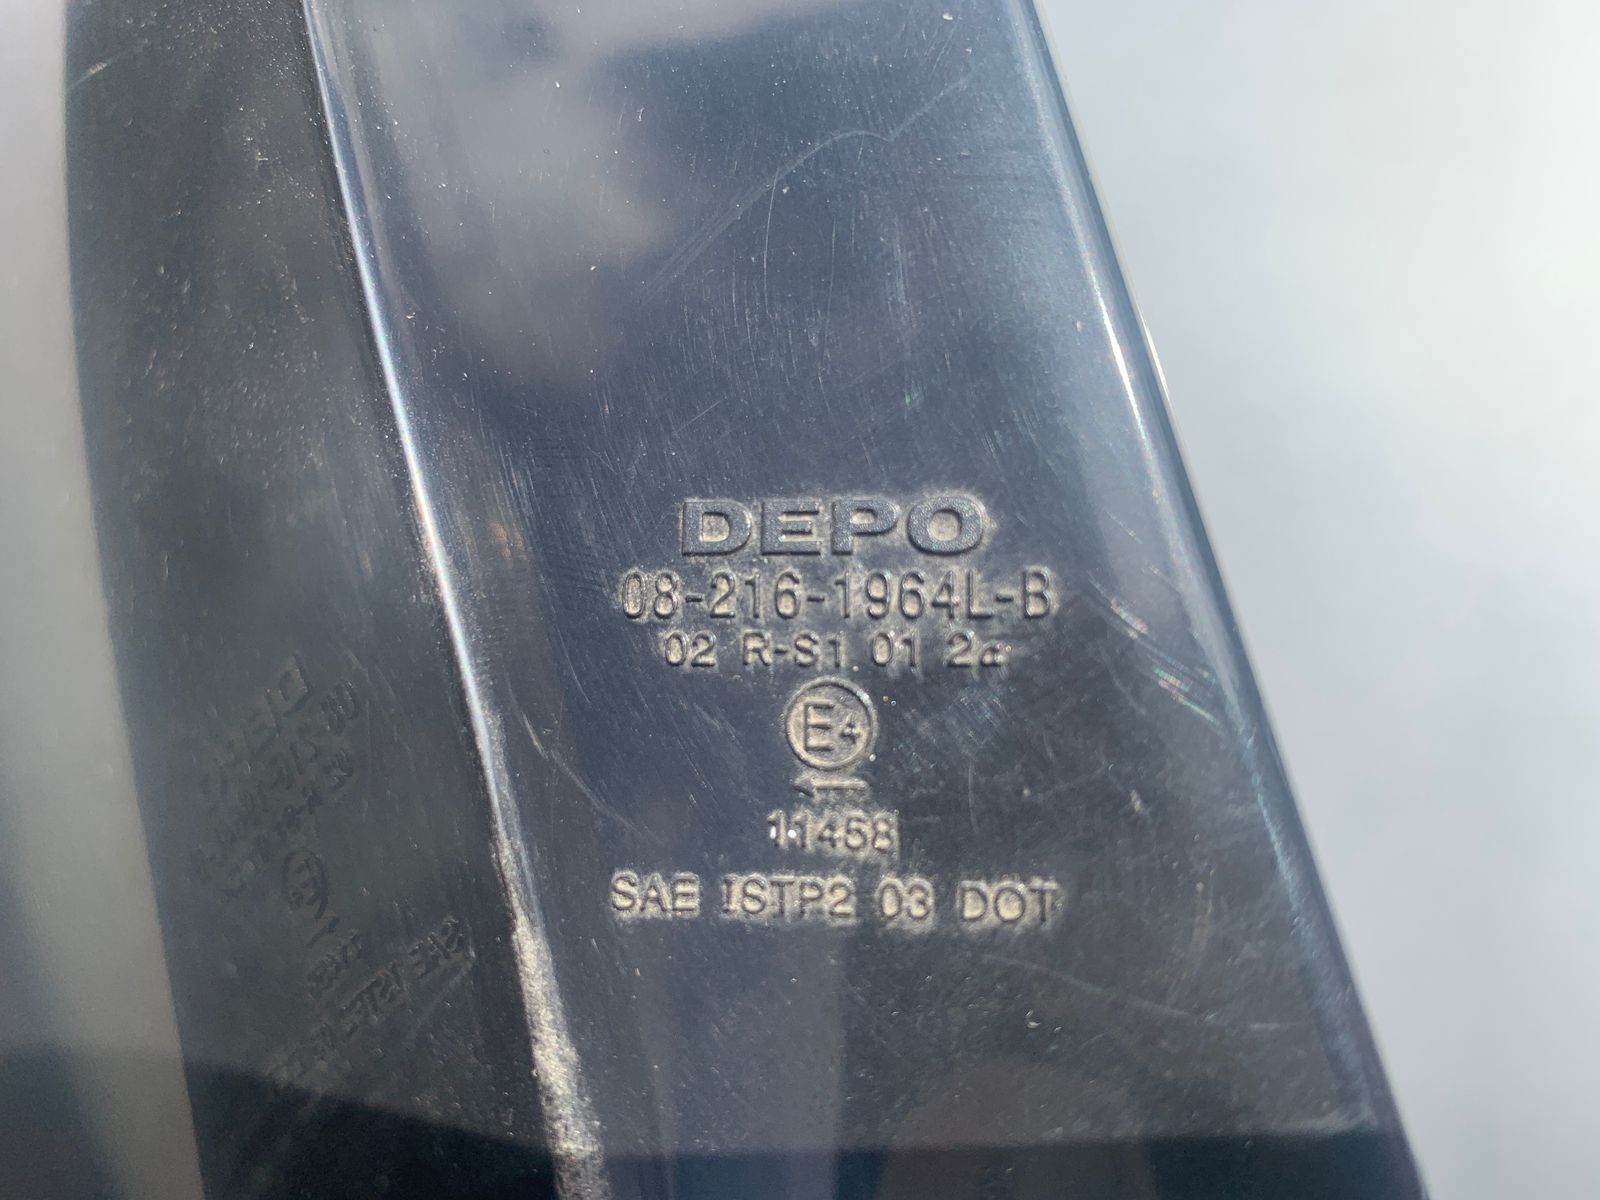 DEPO
08-216-1964L-B
02 R-S1 01 2a
E4
11458
SAE ISTP2 03 DOT